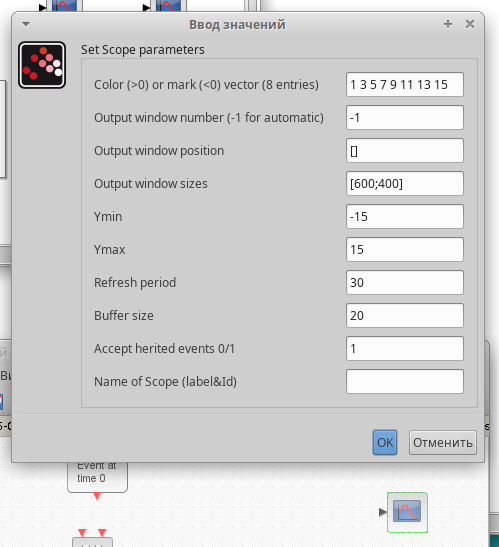 Ввод значений
Set Scope parameters
Color (>0) or mark (<0) vector (8 entries) 1 3 5 7 9 11 13 15
Output window number (-1 for automatic) -1
Output window position []
Output window sizes [600;400]
Ymin -15
Ymax 15
Refresh period 30
Buffer size 20
Accept herited events 0/1 1
Name of Scope (label&Id)
OK Отменить
Event at
time 0